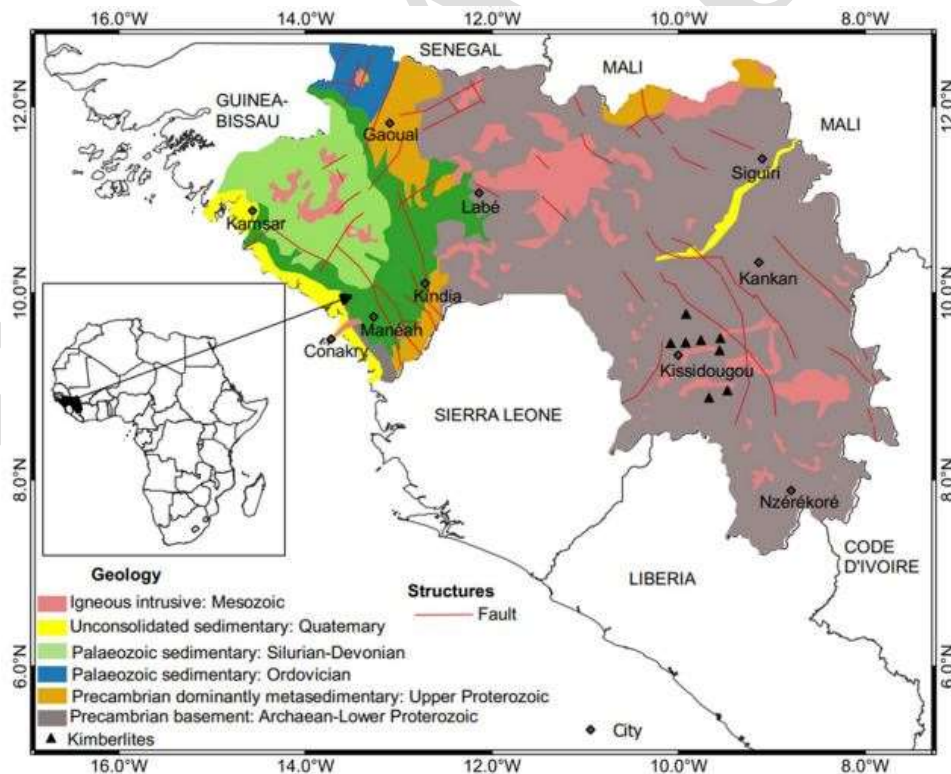 16.0°W 14.0°W 12.0°W 10.0°W 8.0°W
SENEGAL
MALI
12.0°N
12.0°N
GUINEA-
BISSAU
MALI
Gaoual
Siguiri
Labé
Kamsar
Kankan
10.0°N
10.0°N
Kindia
Manéah
Conakry
Kissidougou
SIERRA LEONE
8.0°N
8.0°N
Nzérékoré
CODE
D'IVOIRE
LIBERIA
Geology
Igneous intrusive: Mesozoic
Unconsolidated sedimentary: Quatemary
Palaeozoic sedimentary: Silurian-Devonian
Palaeozoic sedimentary: Ordovician
Precambrian dominantly metasedimentary: Upper Proterozoic
Precambrian basement: Archaean-Lower Proterozoic
Kimberlites
Structures
Fault
City
6.0°N
6.0°N
16.0°W 14.0°W 12.0°W 10.0°W 8.0°W